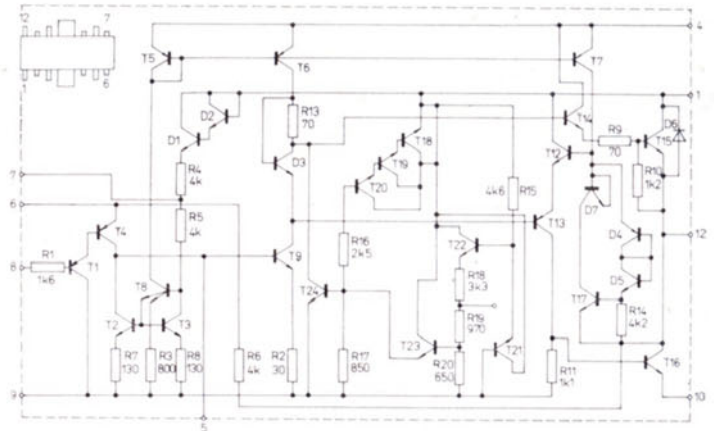 12 7
1 6
4
T5 T6 T7
1
D2
D1
R13
70
T14
R9
70
T15
D6
T18
T12
D3
T19
R10
1k2
R4
4k
T20
4k6 R15
D7
7
6
R5
4k
T13
D4
12
T4
R16
2k5
T22
R1
1k6
8
T1
T9
R18
3k3
D5
T8
T24
T17
R14
4k2
T2 T3
R19
970
T23
T21
R7
130
R3
800
R8
130
R6
4k
R2
30
R17
850
R20
650
R11
1k1
T16
9
10
5